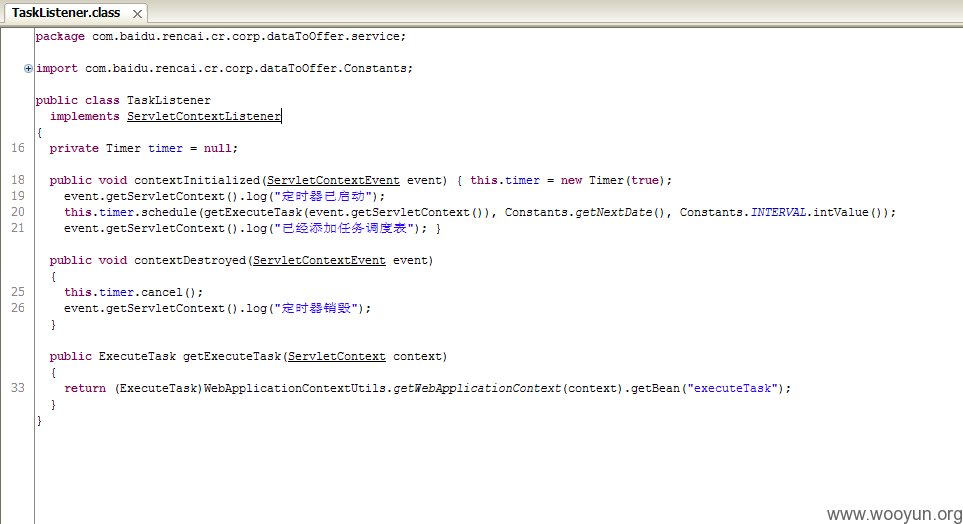 TaskListener.class
package com.baidu.rencai.cr.corp.dataToOffer.service;
import com.baidu.rencai.cr.corp.dataToOffer.Constants;
public class TaskListener
implements ServletContextListener
{
16 private Timer timer = null;
18 public void contextInitialized(ServletContextEvent event) { this.timer = new Timer(true);
19 event.getServletContext().log("定时器已启动");
20 this.timer.schedule(getExecuteTask(event.getServletContext()), Constants.getNextDate(), Constants.INTERVAL.intValue());
21 event.getServletContext().log("已经添加任务调度表"); }
public void contextDestroyed(ServletContextEvent event)
{
25 this.timer.cancel();
26 event.getServletContext().log("定时器销毁");
}
public ExecuteTask getExecuteTask(ServletContext context)
{
33 return (ExecuteTask)WebApplicationContextUtils.getWebApplicationContext(context).getBean("executeTask");
}
}
www.wooyun.org